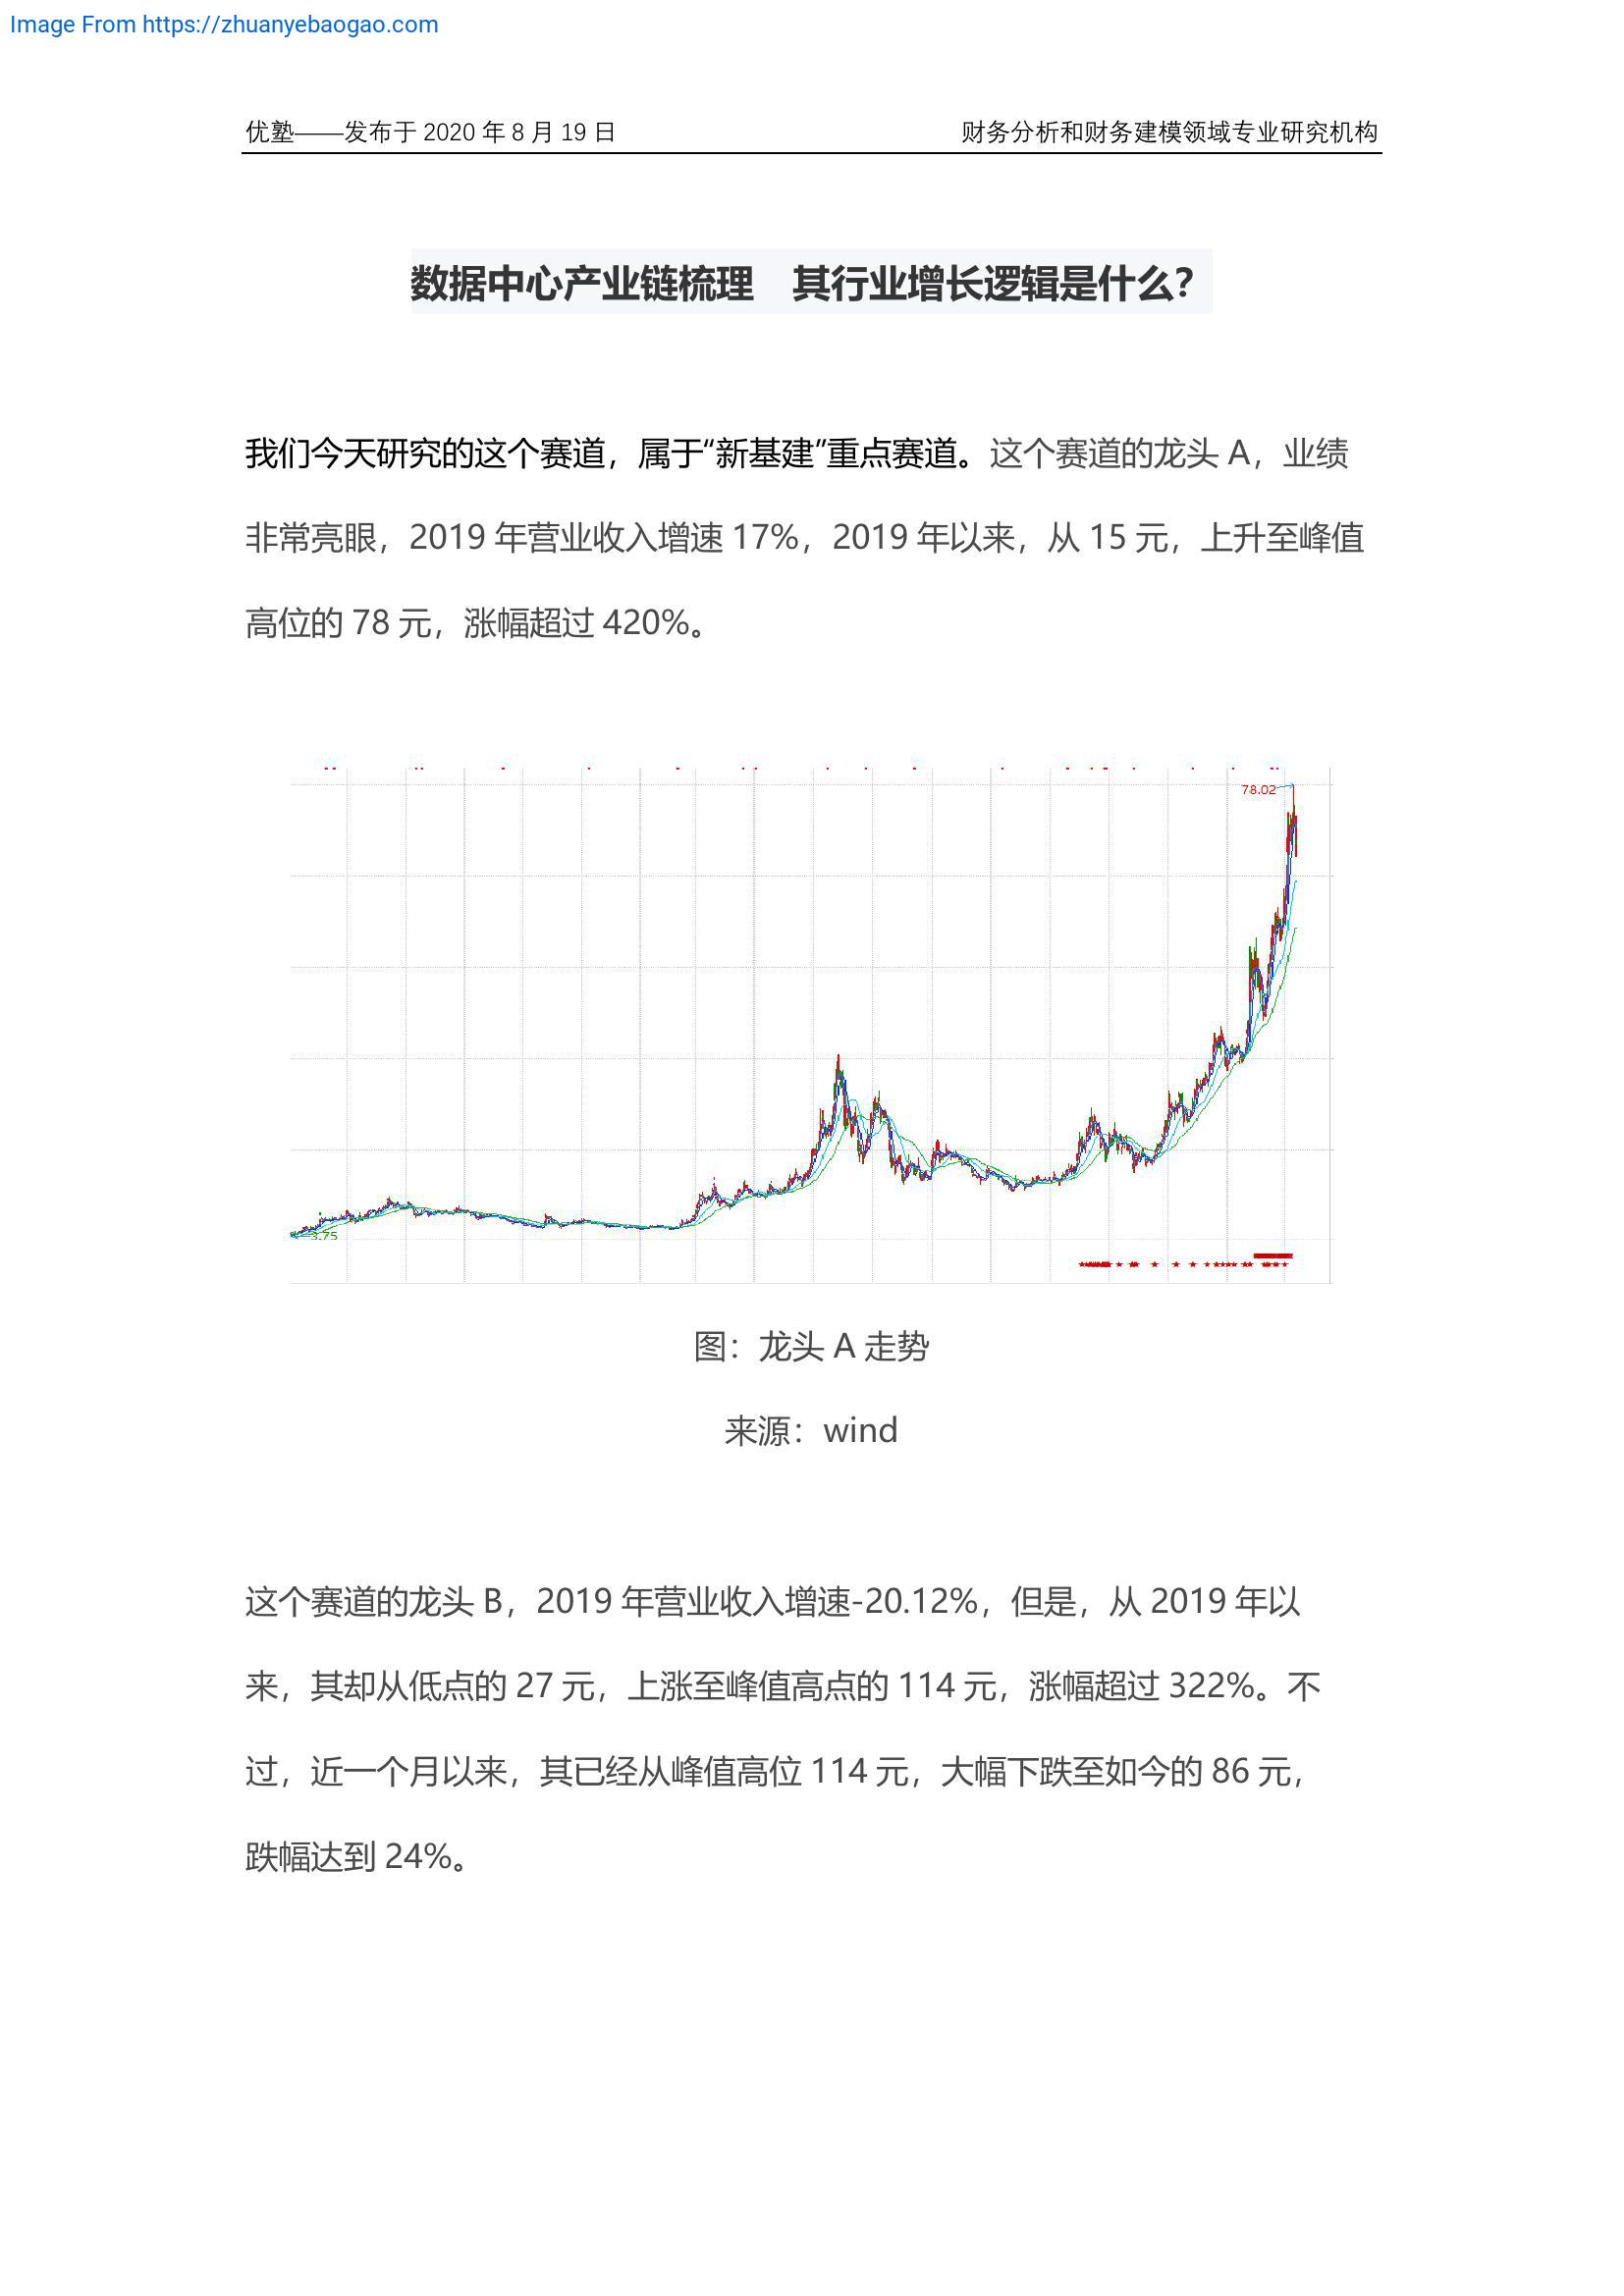 Image From https://zhuanyebaogao.com
优塾——发布于 2020 年 8 月 19 日 财务分析和财务建模领域专业研究机构
数据中心产业链梳理　其行业增长逻辑是什么？
我们今天研究的这个赛道，属于“新基建”重点赛道。这个赛道的龙头 A，业绩
非常亮眼，2019 年营业收入增速 17%，2019 年以来，从 15 元，上升至峰值
高位的 78 元，涨幅超过 420%。
78.02
3.75
图：龙头 A 走势
来源：wind
这个赛道的龙头 B，2019 年营业收入增速-20.12%，但是，从 2019 年以
来，其却从低点的 27 元，上涨至峰值高点的 114 元，涨幅超过 322%。不
过，近一个月以来，其已经从峰值高位 114 元，大幅下跌至如今的 86 元，
跌幅达到 24%。